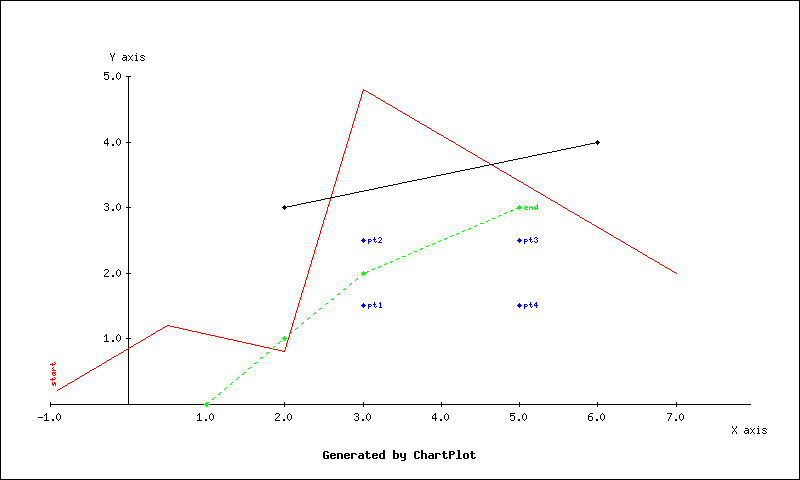 Y axis
5.0
4.0
3.0
end
pt2
pt3
2.0
pt1
pt4
1.0
start
-1.0 1.0 2.0 3.0 4.0 5.0 6.0 7.0
X axis
Generated by ChartPlot